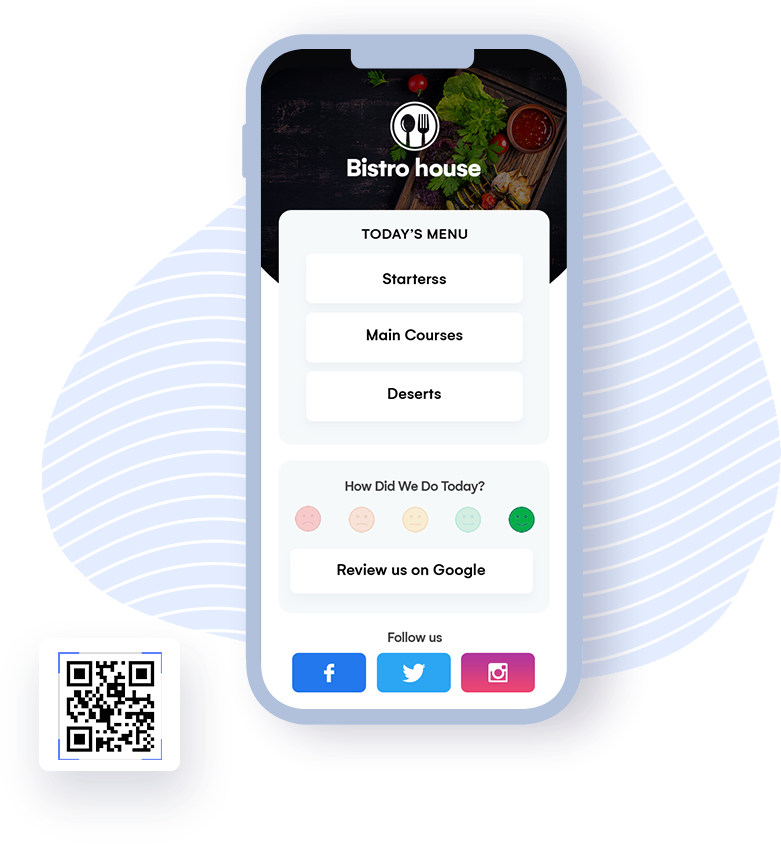 Bistro house
TODAY'S MENU
Starterss
Main Courses
Deserts
How Did We Do Today?
Review us on Google
Follow us